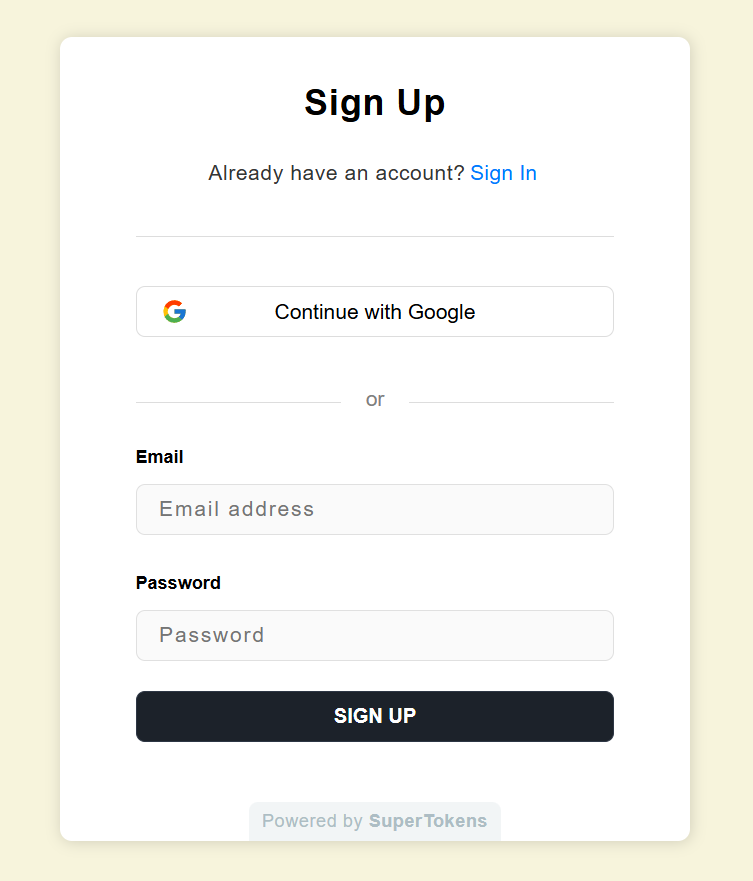 Sign Up
Already have an account? Sign In
Continue with Google
or
Email
Email address
Password
Password
SIGN UP
Powered by SuperTokens